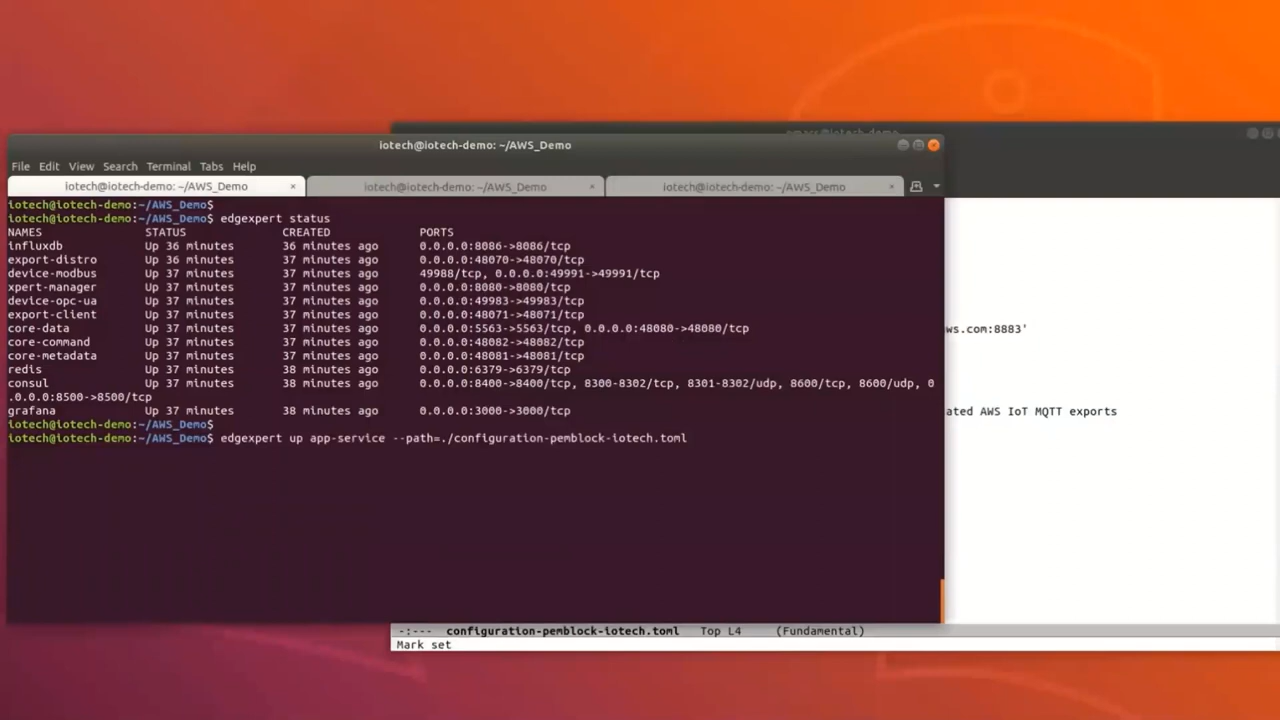 emacs@iotech-demo
iotech@iotech-demo: ~/AWS_Demo
File Edit View Search Terminal Tabs Help
iotech@iotech-demo: ~/AWS_Demo × iotech@iotech-demo: ~/AWS_Demo × iotech@iotech-demo: ~/AWS_Demo ×
iotech@iotech-demo:~/AWS_Demo$
iotech@iotech-demo:~/AWS_Demo$ edgexpert status
NAMES STATUS CREATED PORTS
influxdb Up 36 minutes 36 minutes ago 0.0.0.0:8086->8086/tcp
export-distro Up 36 minutes 37 minutes ago 0.0.0.0:48070->48070/tcp
device-modbus Up 37 minutes 37 minutes ago 49988/tcp, 0.0.0.0:49991->49991/tcp
xpert-manager Up 37 minutes 37 minutes ago 0.0.0.0:8080->8080/tcp
device-opc-ua Up 37 minutes 37 minutes ago 0.0.0.0:49983->49983/tcp
export-client Up 37 minutes 37 minutes ago 0.0.0.0:48071->48071/tcp
core-data Up 37 minutes 37 minutes ago 0.0.0.0:5563->5563/tcp, 0.0.0.0:48080->48080/tcp
core-command Up 37 minutes 37 minutes ago 0.0.0.0:48082->48082/tcp
core-metadata Up 37 minutes 37 minutes ago 0.0.0.0:48081->48081/tcp
redis Up 37 minutes 38 minutes ago 0.0.0.0:6379->6379/tcp
consul Up 37 minutes 38 minutes ago 0.0.0.0:8400->8400/tcp, 8300-8302/tcp, 8301-8302/udp, 8600/tcp, 8600/udp, 0
.0.0.0:8500->8500/tcp
grafana Up 37 minutes 38 minutes ago 0.0.0.0:3000->3000/tcp
iotech@iotech-demo:~/AWS_Demo$
iotech@iotech-demo:~/AWS_Demo$ edgexpert up app-service --path=./configuration-pemblock-iotech.toml
ws.com:8883'
ated AWS IoT MQTT exports
-:--- configuration-pemblock-iotech.toml Top L4 (Fundamental)
Mark set